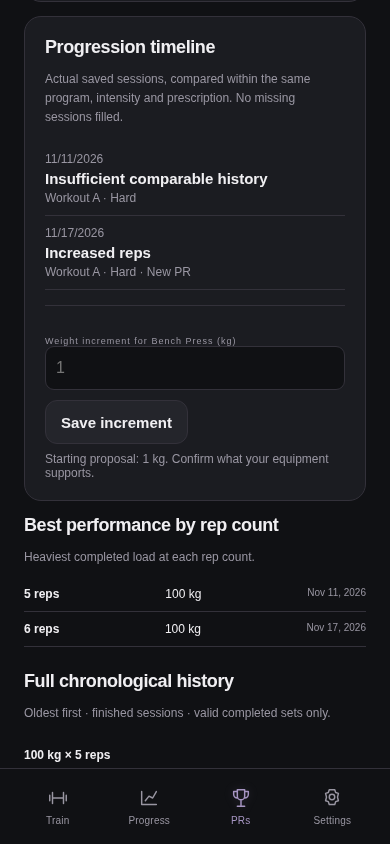 Progression timeline
Actual saved sessions, compared within the same
program, intensity and prescription. No missing
sessions filled.
11/11/2026
Insufficient comparable history
Workout A · Hard
11/17/2026
Increased reps
Workout A · Hard · New PR
Weight increment for Bench Press (kg)
1
Save increment
Starting proposal: 1 kg. Confirm what your equipment
supports.
Best performance by rep count
Heaviest completed load at each rep count.
5 reps 100 kg Nov 11, 2026
6 reps 100 kg Nov 17, 2026
Full chronological history
Oldest first · finished sessions · valid completed sets only.
100 kg × 5 reps
Train Progress PRs Settings